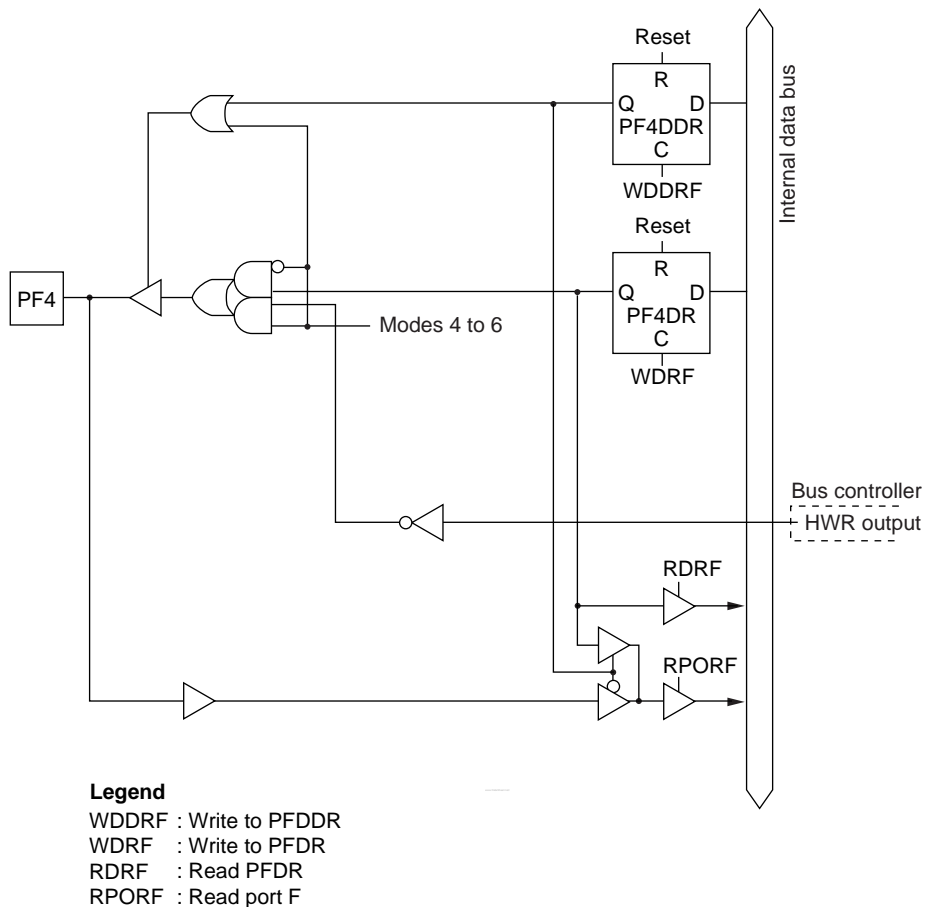 Reset
R
Q D
PF4DDR
C
WDDRF
Internal data bus
Reset
R
Q D
PF4DR
C
WDRF
PF4
Modes 4 to 6
Bus controller
HWR output
RDRF
RPORF
Legend
WDDRF : Write to PFDDR
WDRF : Write to PFDR
RDRF : Read PFDR
RPORF : Read port F